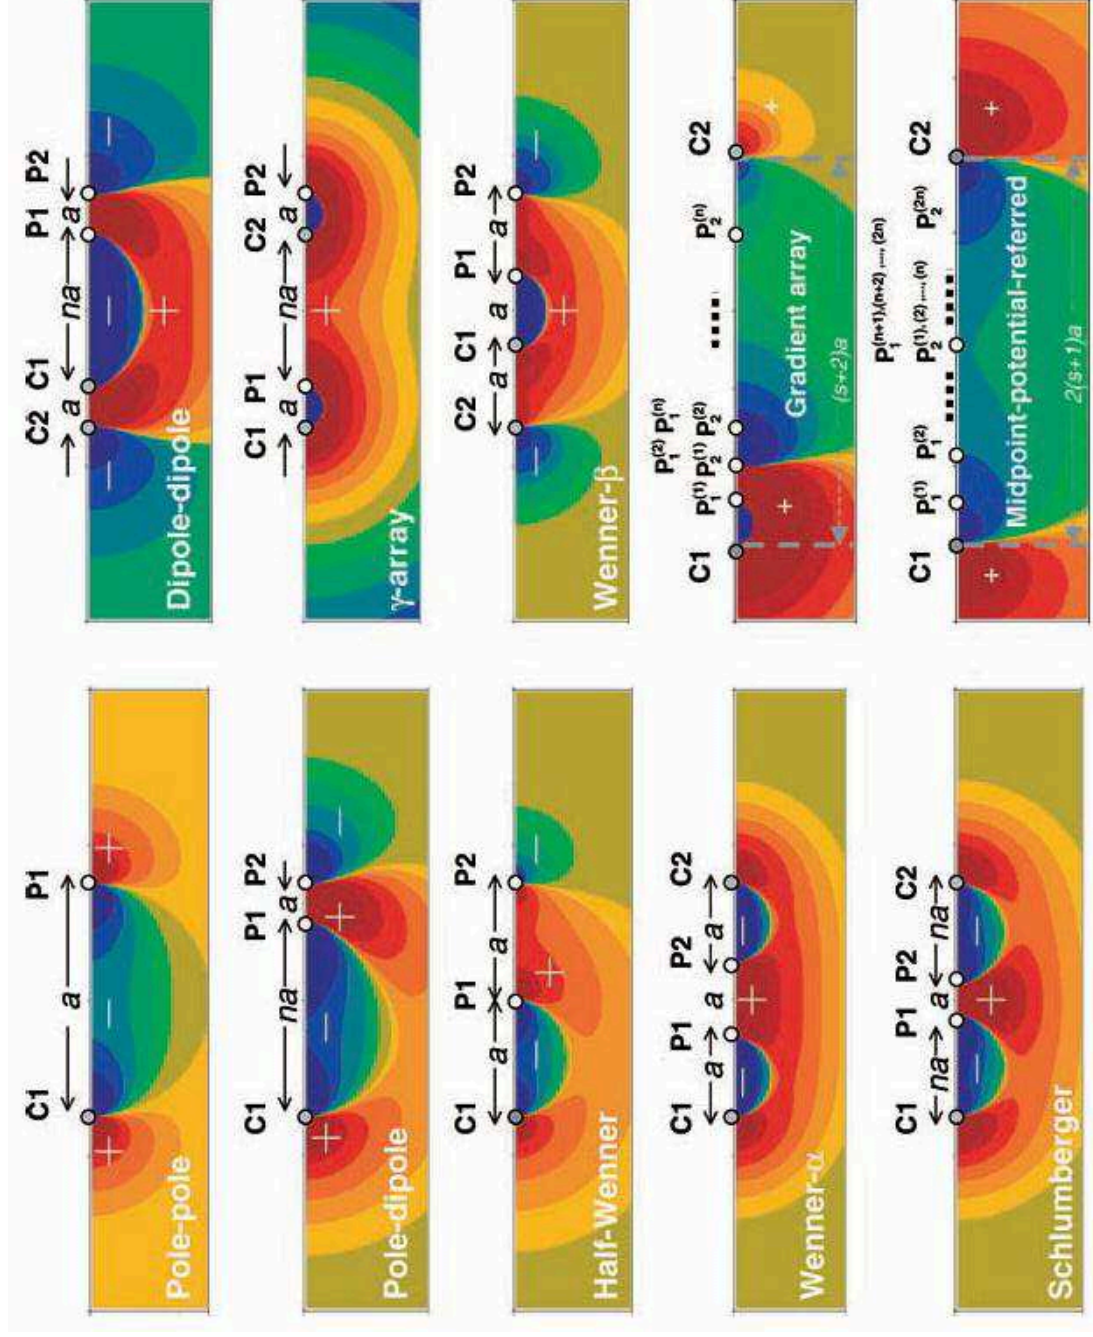 C1 P1
a
Pole-pole
C2 C1 P1 P2
a na a
Dipole-dipole
C1 P1 P2
na a
Pole-dipole
C1 P1 C2 P2
a na a
γ-array
C1 P1 P2
a a
Half-Wenner
C2 C1 P1 P2
a a a
Wenner-β
C1 P1 P2 C2
a a a
Wenner-α
P₁⁽²⁾ P₁⁽ⁿ⁾
C1 P₁⁽¹⁾ P₂⁽¹⁾ P₂⁽²⁾ P₂⁽ⁿ⁾ C2
Gradient array
(s+2)a
C1 P1 P2 C2
na a na
Schlumberger
P₁⁽ⁿ⁺¹⁾,⁽ⁿ⁺²⁾,...,⁽²ⁿ⁾
C1 P₁⁽¹⁾ P₁⁽²⁾ P₂⁽¹⁾,⁽²⁾,...,⁽ⁿ⁾ P₂⁽²ⁿ⁾ C2
Midpoint-potential-referred
2(s+1)a